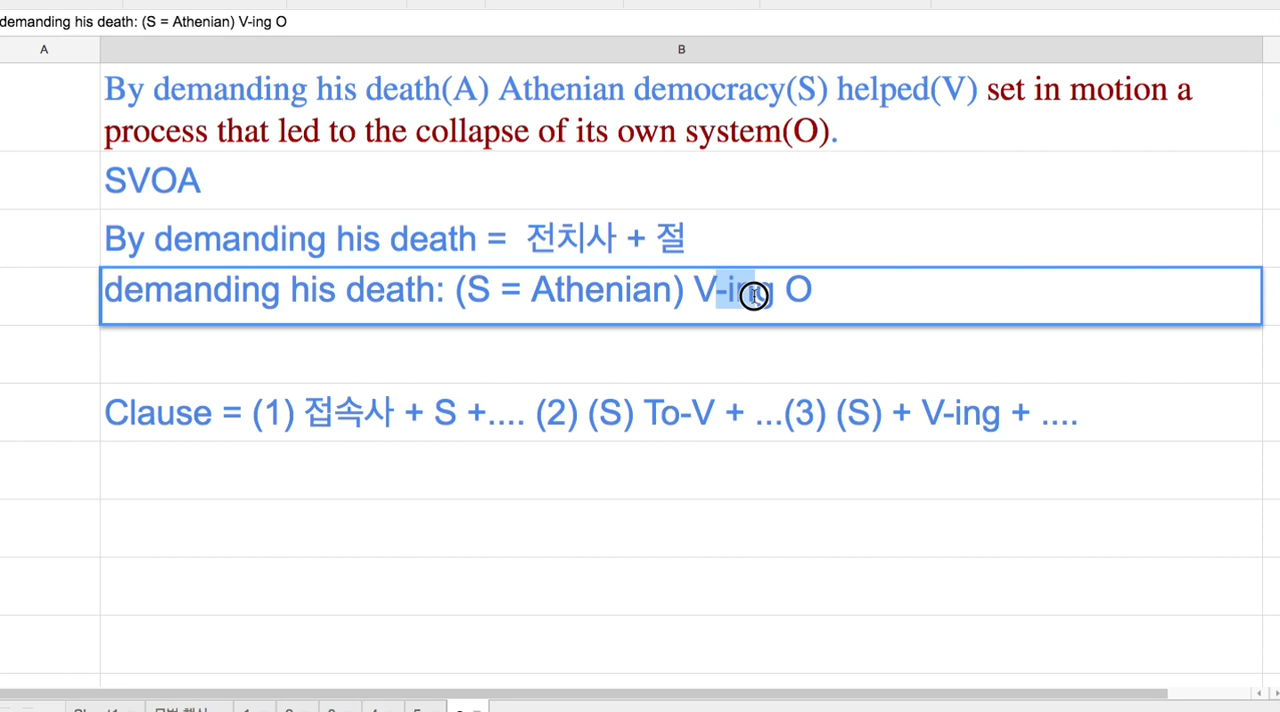 demanding his death: (S = Athenian) V-ing O
A
B
By demanding his death(A) Athenian democracy(S) helped(V) set in motion a
process that led to the collapse of its own system(O).
SVOA
By demanding his death = 전치사 + 절
demanding his death: (S = Athenian) V-ing O
Clause = (1) 접속사 + S +.... (2) (S) To-V + ...(3) (S) + V-ing + ....